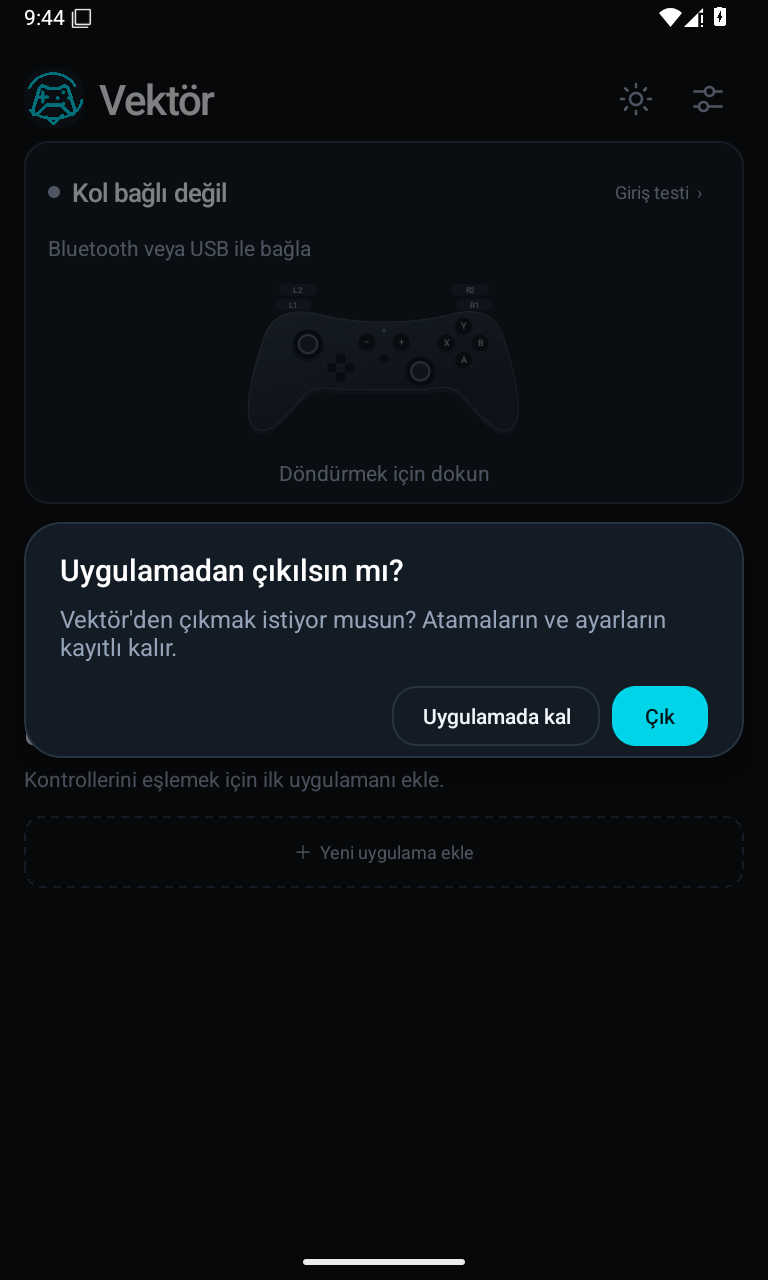 9:44
Vektör
Kol bağlı değil
Giriş testi ›
Bluetooth veya USB ile bağla
L2
R2
L1
R1
Y
X
B
A
Döndürmek için dokun
Uygulamadan çıkılsın mı?
Vektör'den çıkmak istiyor musun? Atamaların ve ayarların
kayıtlı kalır.
Uygulamada kal
Çık
Kontrollerini eşlemek için ilk uygulamanı ekle.
+ Yeni uygulama ekle